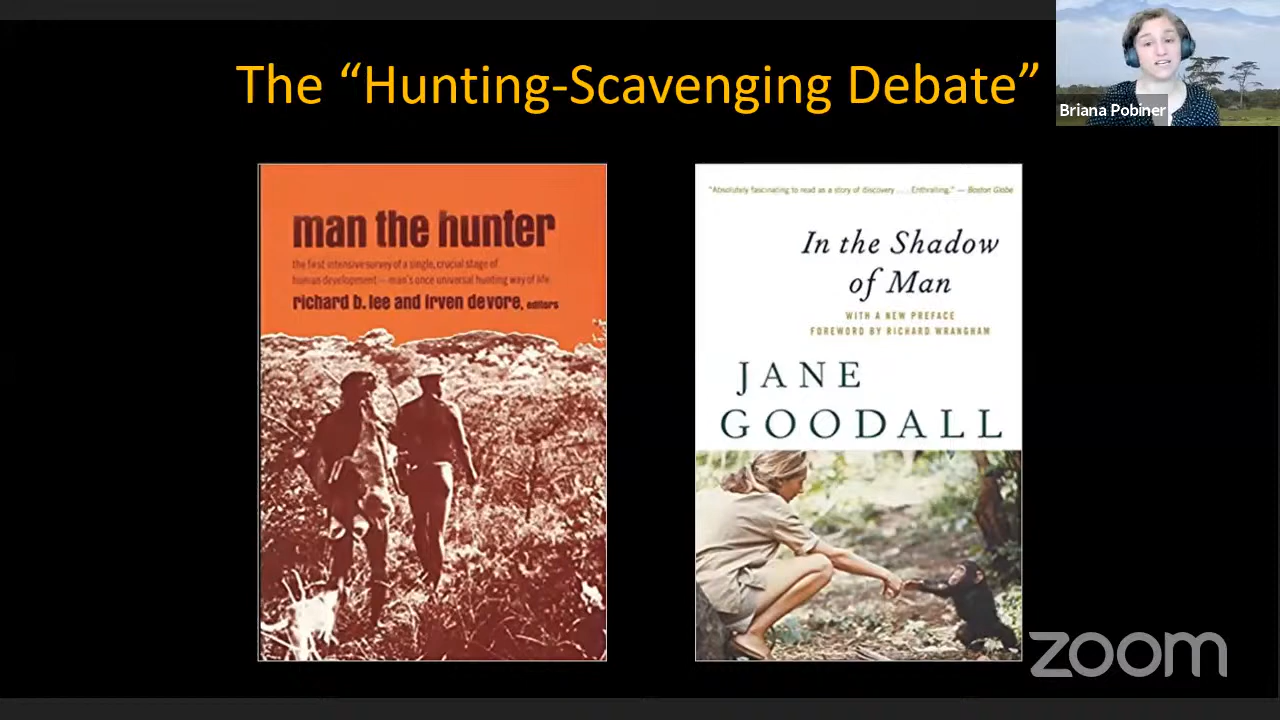 The “Hunting-Scavenging Debate”
Briana Pobiner
man the hunter
the first intensive survey of a single, crucial stage of
human development—man's once universal hunting way of life
richard b. lee and irven devore, editors
"Absolutely fascinating to read as a story of discovery . . . Enthralling." — Boston Globe
In the Shadow
of Man
WITH A NEW PREFACE
FOREWORD BY RICHARD WRANGHAM
JANE
GOODALL
zoom